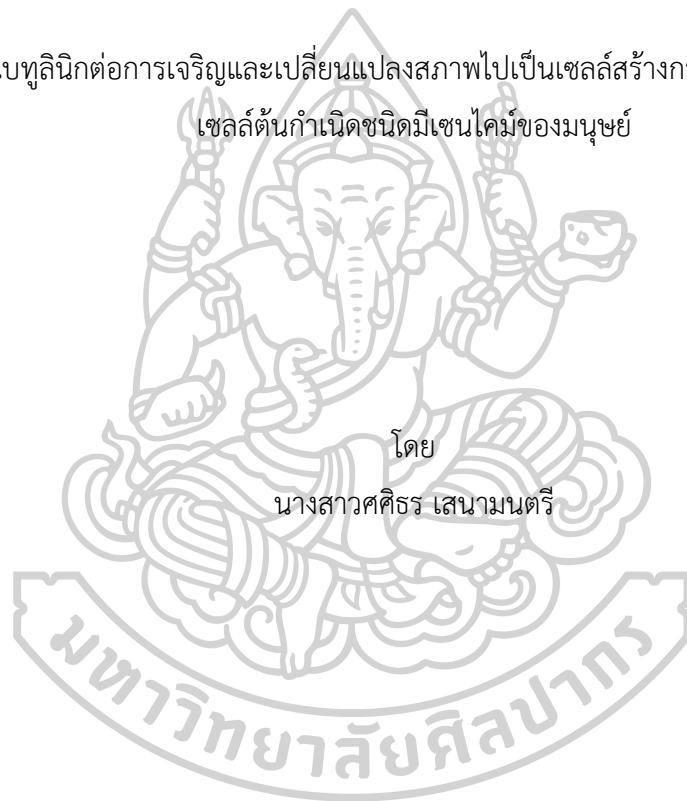 บทูลินิกต่อการเจริญและเปลี่ยนแปลงสภาพไปเป็นเซลล์สร้าง
เซลล์ต้นกำเนิดชนิดมีเซนไคม์ของมนุษย์
โดย
นางสาวศศิธร เสนามนตรี
มหาวิทยาลัยศิลปากร